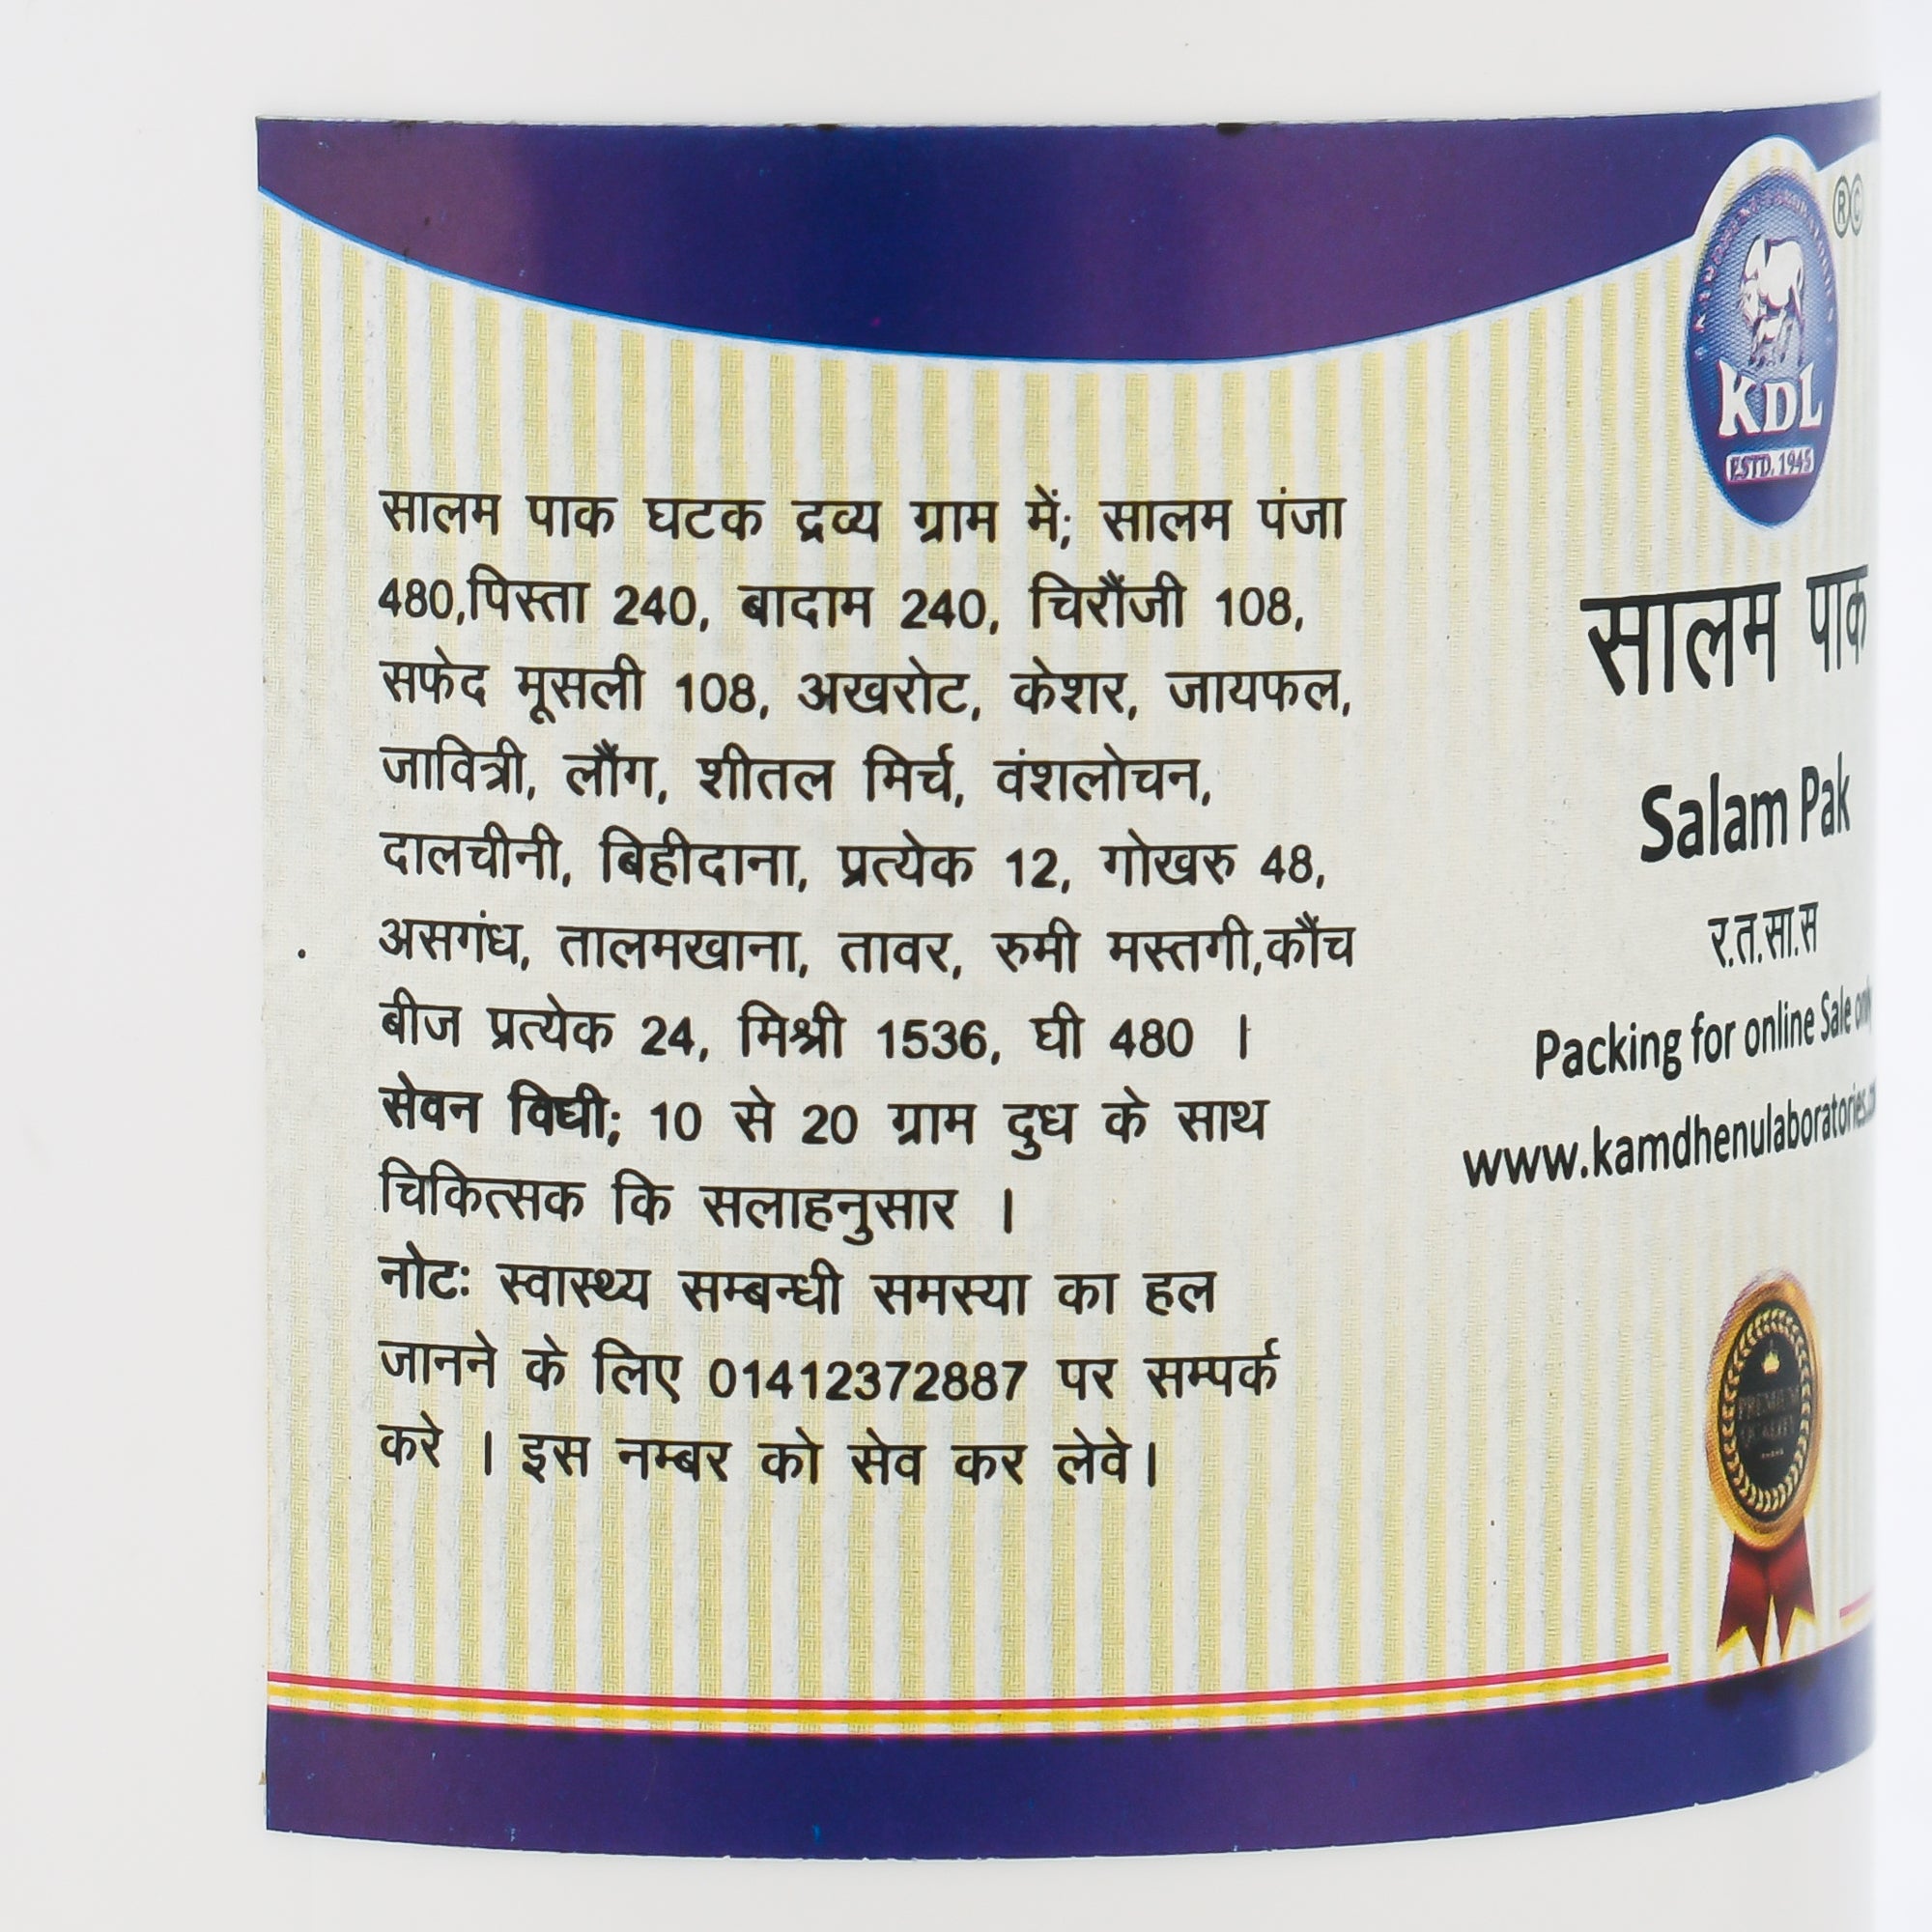 सालम पाक घटक द्रव्य ग्राम में; सालम पंजा
480,पिस्ता 240, बादाम 240, चिरौंजी 108,
सफेद मूसली 108, अखरोट, केशर, जायफल,
जावित्री, लौंग, शीतल मिर्च, वंशलोचन,
दालचीनी, बिहीदाना, प्रत्येक 12, गोखरु 48,
असगंध, तालमखाना, तावर, रुमी मस्तगी,कौंच
बीज प्रत्येक 24, मिश्री 1536, घी 480 ।
सेवन विघी; 10 से 20 ग्राम दुध के साथ
चिकित्सक कि सलाहनुसार ।
नोटः स्वास्थ्य सम्बन्धी समस्या का हल
जानने के लिए 01412372887 पर सम्पर्क
करे । इस नम्बर को सेव कर लेवे।
® ©
KDL
ESTD. 1945
सालम पाक
Salam Pak
र.त.सा.स
Packing for online Sale only
www.kamdhenulaboratories.
PREMIUM
QUALITY